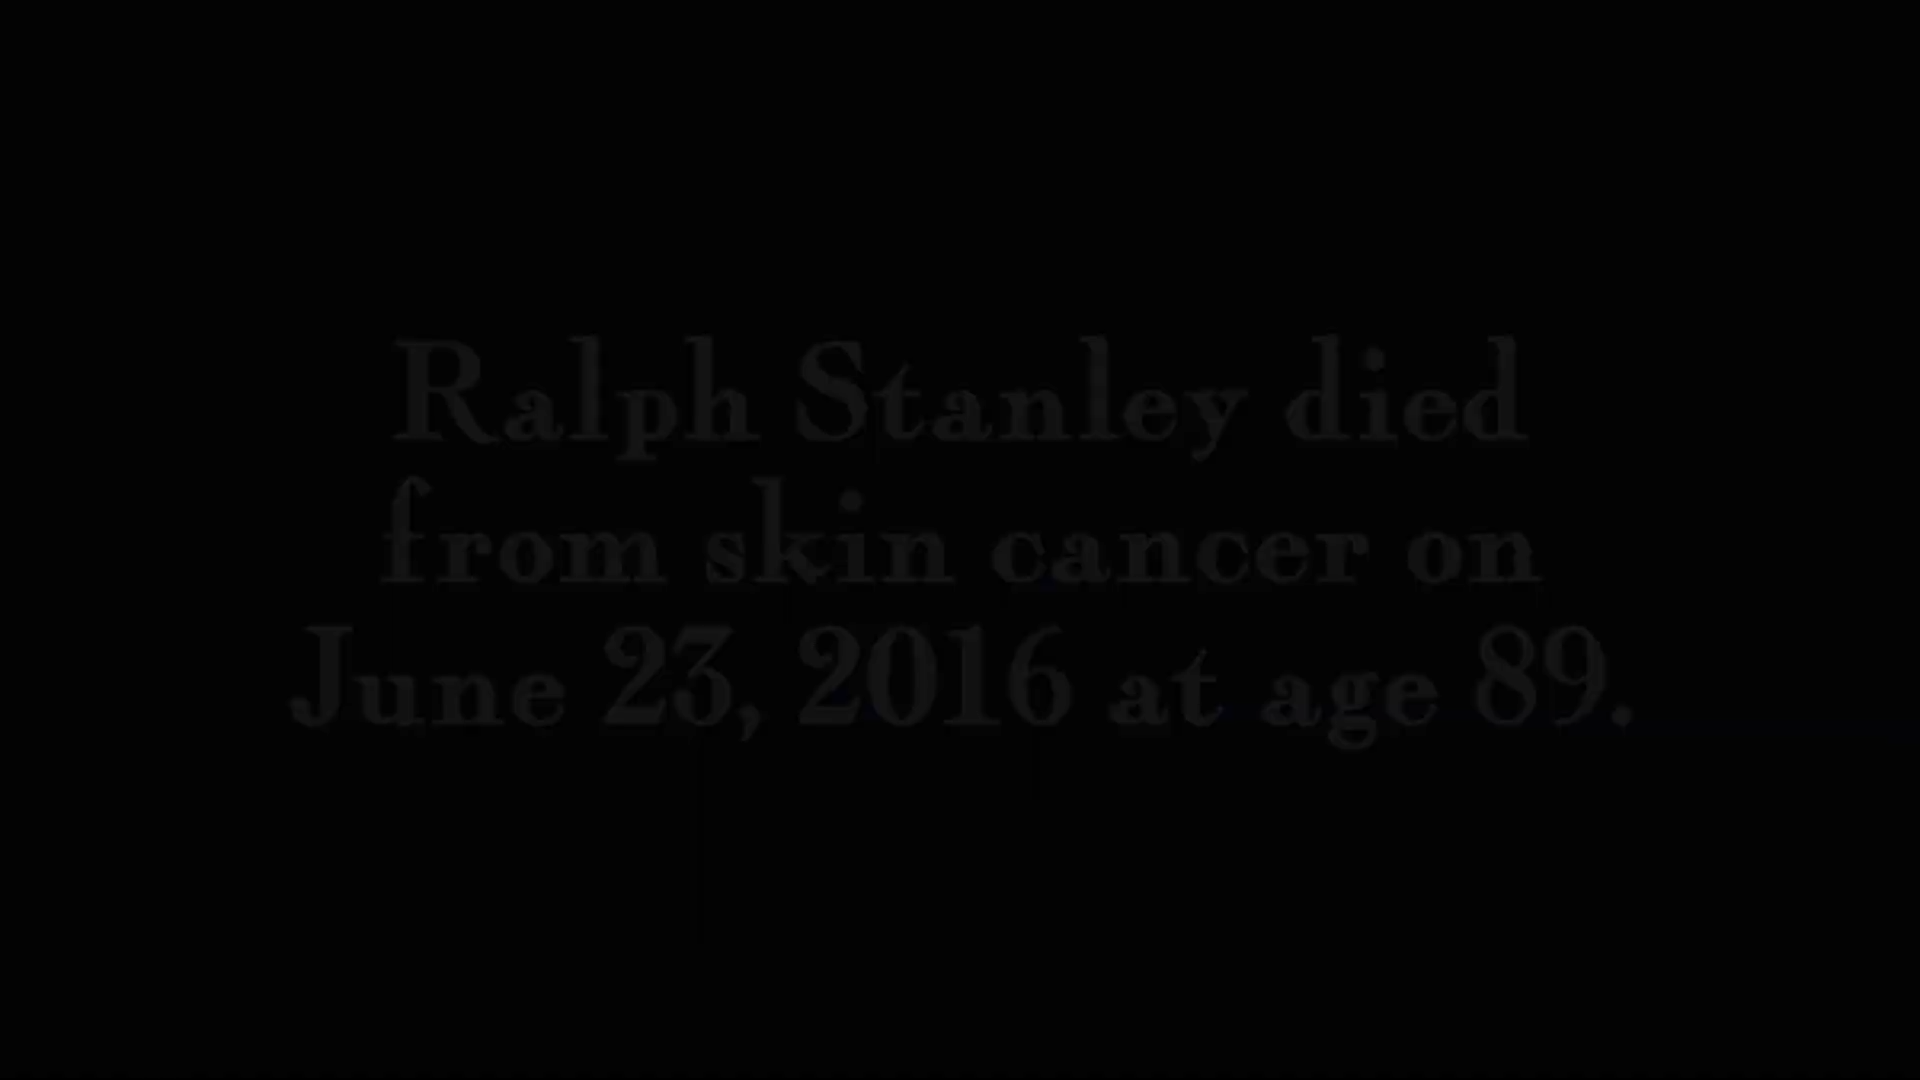 Ralph Stanley died
from skin cancer on
June 23, 2016 at age 89.